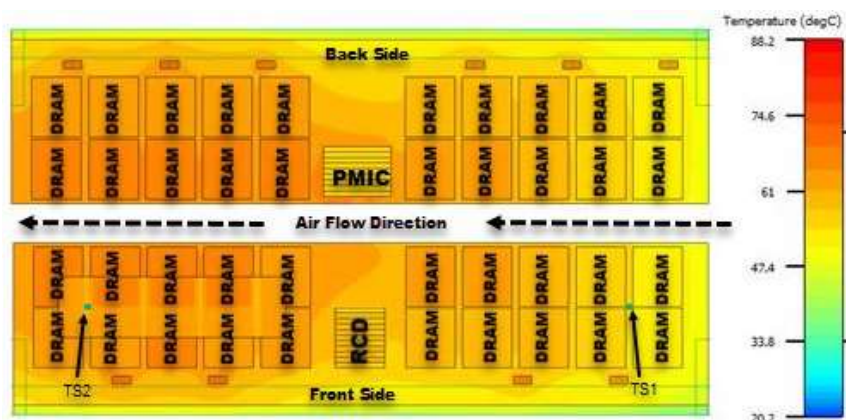 Temperature (degC)
88.2
Back Side
DRAM DRAM DRAM DRAM DRAM DRAM DRAM DRAM DRAM DRAM
74.6
DRAM DRAM DRAM DRAM DRAM PMIC DRAM DRAM DRAM DRAM DRAM
61
Air Flow Direction
DRAM DRAM DRAM DRAM DRAM DRAM DRAM DRAM DRAM DRAM
47.4
DRAM DRAM DRAM DRAM DRAM RCD DRAM DRAM DRAM DRAM DRAM
33.8
TS2
TS1
Front Side